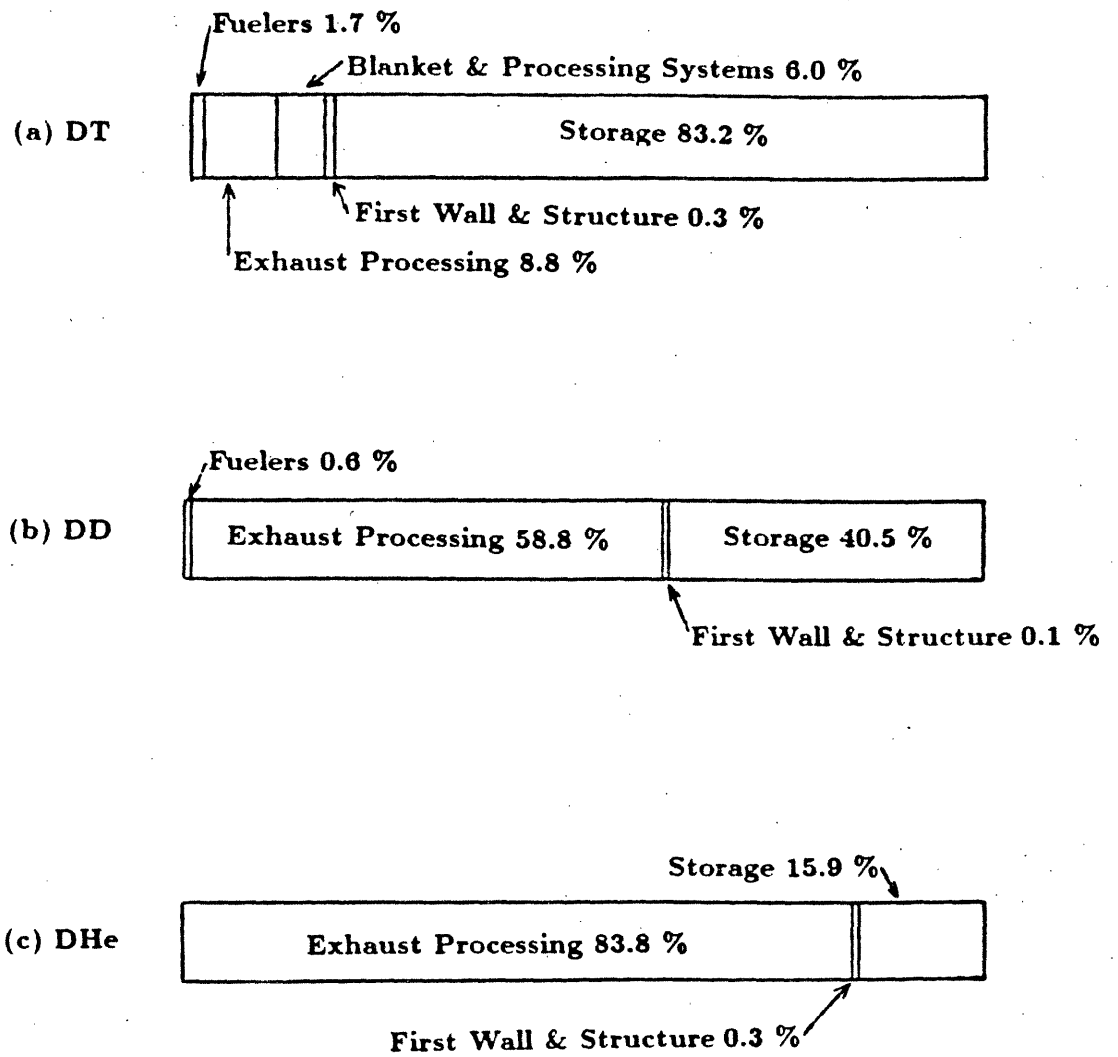 Fuelers 1.7 %
Blanket & Processing Systems 6.0 %
(a) DT
Storage 83.2 %
First Wall & Structure 0.3 %
Exhaust Processing 8.8 %
Fuelers 0.6 %
(b) DD
Exhaust Processing 58.8 %
Storage 40.5 %
First Wall & Structure 0.1 %
Storage 15.9 %
(c) DHe
Exhaust Processing 83.8 %
First Wall & Structure 0.3 %